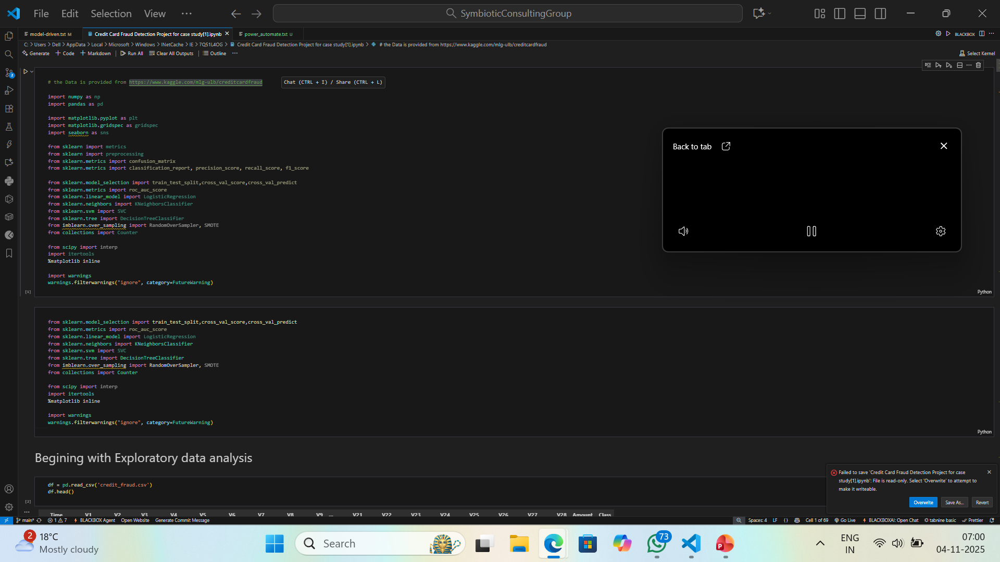 File Edit Selection View ···
SymbioticConsultingGroup
model-driven.txt M
Credit Card Fraud Detection Project for case study[1].ipynb
power_automate.txt U
BLACKBOX
C: > Users > Dell > AppData > Local > Microsoft > Windows > INetCache > IE > 7Q51L4OG > Credit Card Fraud Detection Project for case study[1].ipynb > # the Data is provided from https://www.kaggle.com/mlg-ulb/creditcardfraud
Generate + Code + Markdown Run All Clear All Outputs Outline ···
Select Kernel
# the Data is provided from https://www.kaggle.com/mlg-ulb/creditcardfraud
Chat (CTRL + I) / Share (CTRL + L)
import numpy as np
import pandas as pd
import matplotlib.pyplot as plt
import matplotlib.gridspec as gridspec
import seaborn as sns
from sklearn import metrics
from sklearn import preprocessing
from sklearn.metrics import confusion_matrix
from sklearn.metrics import classification_report, precision_score, recall_score, f1_score
from sklearn.model_selection import train_test_split,cross_val_score,cross_val_predict
from sklearn.metrics import roc_auc_score
from sklearn.linear_model import LogisticRegression
from sklearn.neighbors import KNeighborsClassifier
from sklearn.svm import SVC
from sklearn.tree import DecisionTreeClassifier
from imblearn.over_sampling import RandomOverSampler, SMOTE
from collections import Counter
from scipy import interp
import itertools
%matplotlib inline
import warnings
warnings.filterwarnings("ignore", category=FutureWarning)
[1]
Python
Back to tab
from sklearn.model_selection import train_test_split,cross_val_score,cross_val_predict
from sklearn.metrics import roc_auc_score
from sklearn.linear_model import LogisticRegression
from sklearn.neighbors import KNeighborsClassifier
from sklearn.svm import SVC
from sklearn.tree import DecisionTreeClassifier
from imblearn.over_sampling import RandomOverSampler, SMOTE
from collections import Counter
from scipy import interp
import itertools
%matplotlib inline
import warnings
warnings.filterwarnings("ignore", category=FutureWarning)
Python
Begining with Exploratory data analysis
df = pd.read_csv('credit_fraud.csv')
df.head()
[2]
Time V1 V2 V3 V4 V5 V6 V7 V8 V9 ... V21 V22 V23 V24 V25 V26 V27 V28 Amount Class
Failed to save 'Credit Card Fraud Detection Project for case
study[1].ipynb': File is read-only. Select 'Overwrite' to attempt to
make it writeable.
Overwrite Save As... Revert
main* 1 7 BLACKBOX Agent Open Website Generate Commit Message
Spaces: 4 LF {} Cell 1 of 69 Go Live BLACKBOXAI: Open Chat tabnine basic Prettier
2
18°C
Mostly cloudy
Search
73
ENG
IN
07:00
04-11-2025